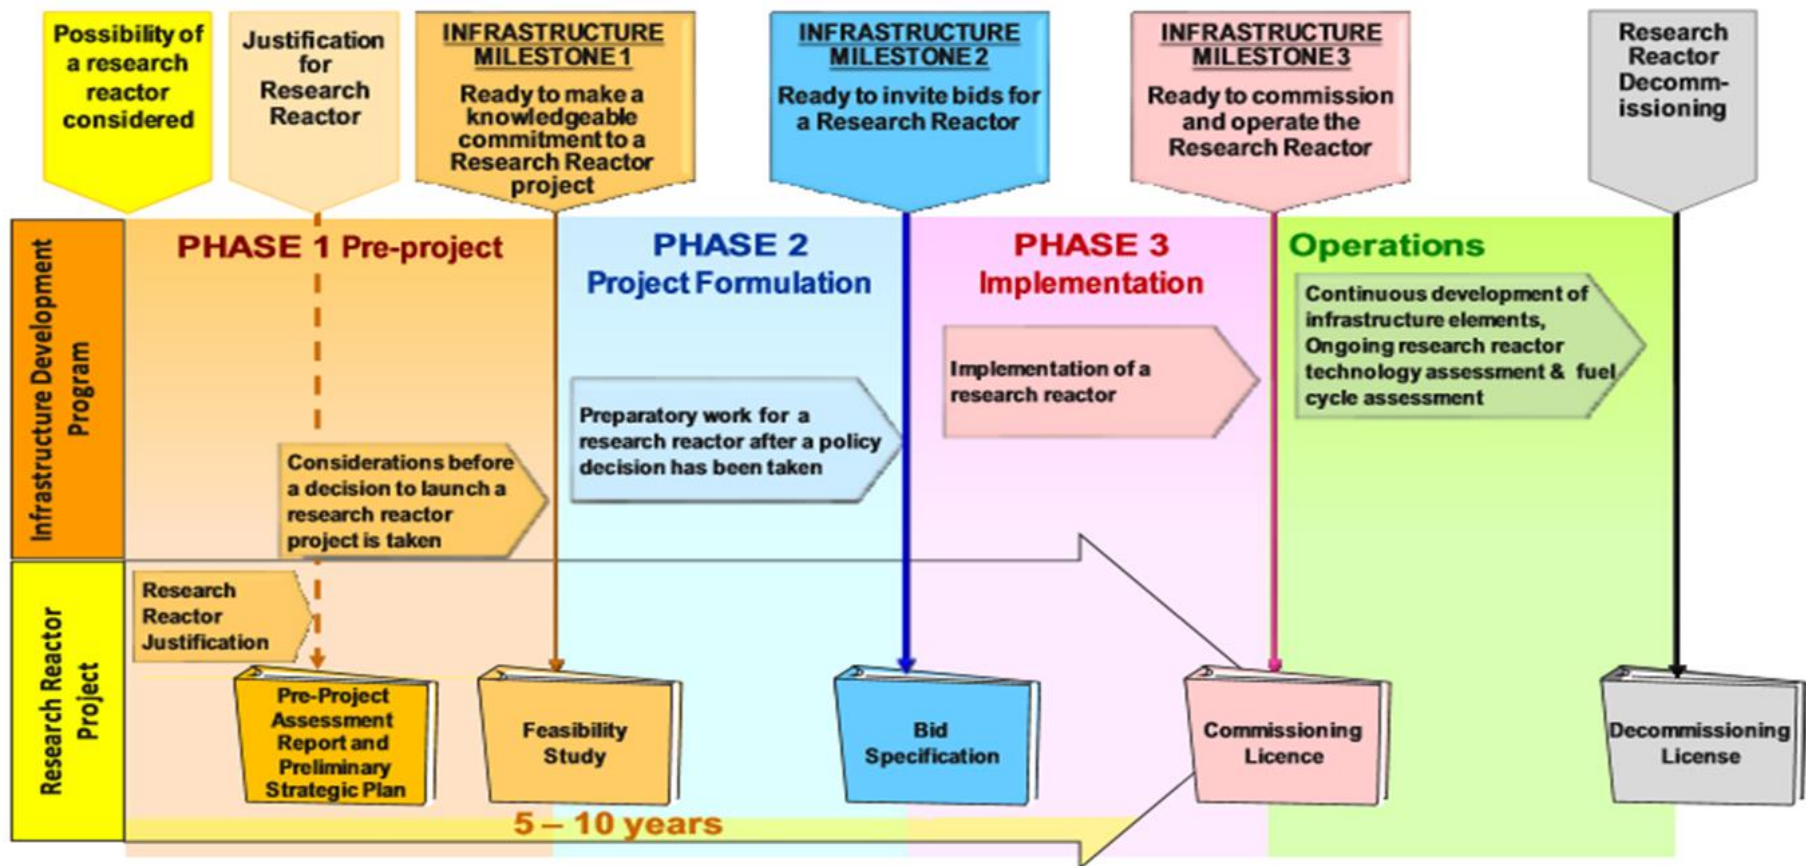 Possibility of
a research
reactor
considered
Justification
for
Research
Reactor
INFRASTRUCTURE
MILESTONE 1
Ready to make a
knowledgeable
commitment to a
Research Reactor
project
INFRASTRUCTURE
MILESTONE 2
Ready to invite bids for
a Research Reactor
INFRASTRUCTURE
MILESTONE 3
Ready to commission
and operate the
Research Reactor
Research
Reactor
Decomm-
issioning
Infrastructure Development
Program
PHASE 1 Pre-project
PHASE 2
Project Formulation
PHASE 3
Implementation
Operations
Considerations before
a decision to launch a
research reactor
project is taken
Preparatory work for a
research reactor after a policy
decision has been taken
Implementation of a
research reactor
Continuous development of
infrastructure elements,
Ongoing research reactor
technology assessment & fuel
cycle assessment
Research Reactor
Project
Research
Reactor
Justification
Pre-Project
Assessment
Report and
Preliminary
Strategic Plan
Feasibility
Study
Bid
Specification
Commissioning
Licence
Decommissioning
License
5 – 10 years